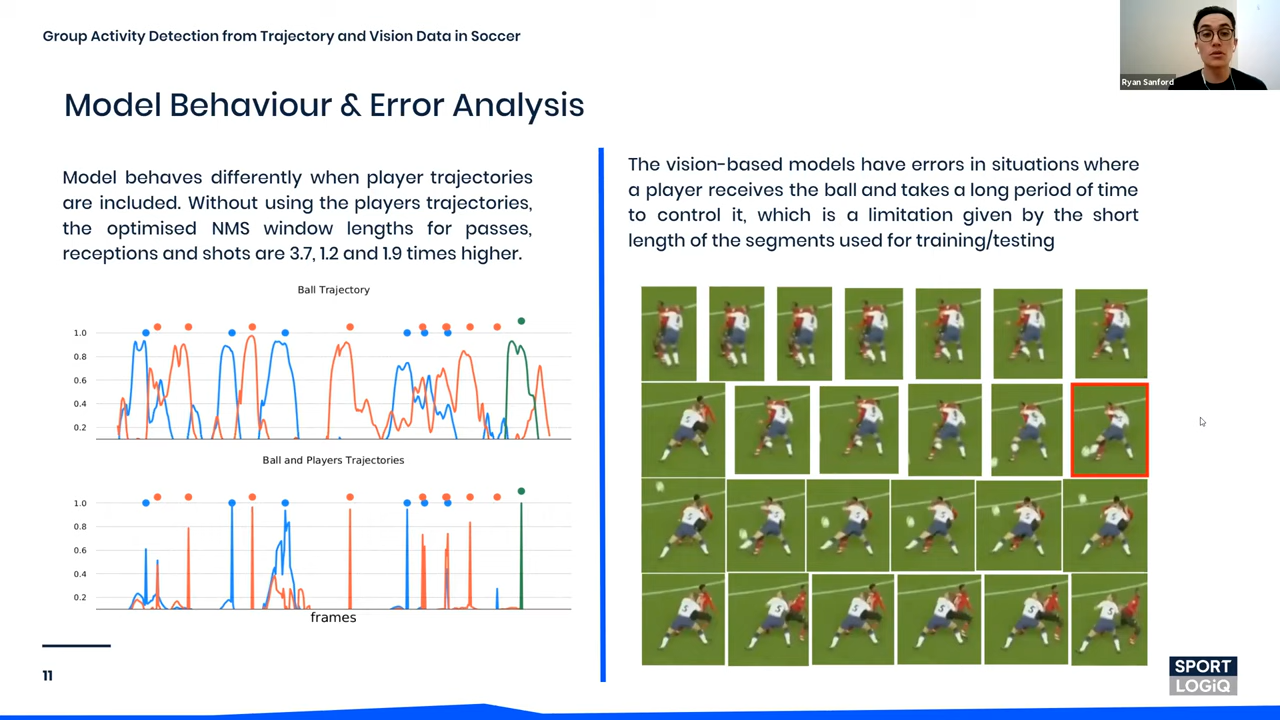 Group Activity Detection from Trajectory and Vision Data in Soccer
Ryan Sanford
Model Behaviour & Error Analysis
Model behaves differently when player trajectories
are included. Without using the players trajectories,
the optimised NMS window lengths for passes,
receptions and shots are 3.7, 1.2 and 1.9 times higher.
Ball Trajectory
1.0
0.8
0.6
0.4
0.2
Ball and Players Trajectories
1.0
0.8
0.6
0.4
0.2
frames
The vision-based models have errors in situations where
a player receives the ball and takes a long period of time
to control it, which is a limitation given by the short
length of the segments used for training/testing
11
SPORT
LOGiQ